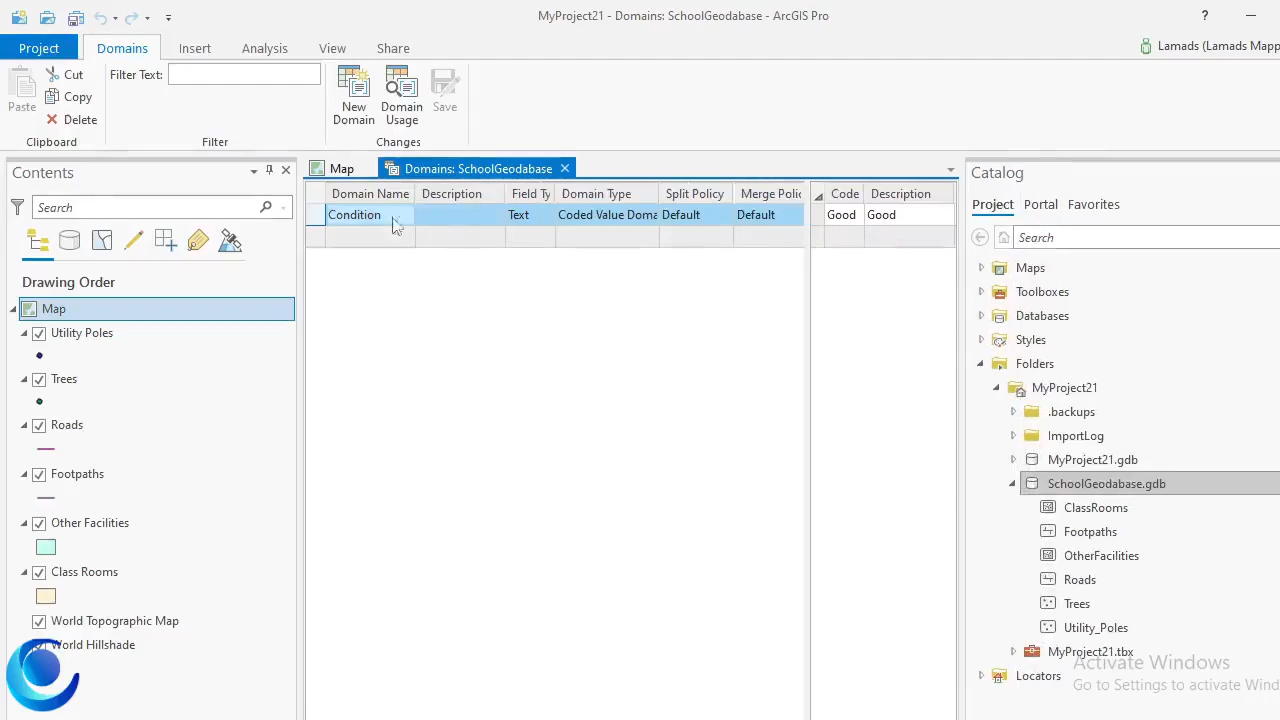 MyProject21 - Domains: SchoolGeodatabase - ArcGIS Pro
?
Project Domains Insert Analysis View Share
Lamads (Lamads Mapp
Paste
Cut
Copy
Delete
Clipboard
Filter Text:
Filter
New Domain
Domain Usage
Save
Changes
Contents
Search
Drawing Order
Map
Utility Poles
Trees
Roads
Footpaths
Other Facilities
Class Rooms
World Topographic Map
World Hillshade
Map
Domains: SchoolGeodatabase
Domain Name Description Field Ty Domain Type Split Policy Merge Polic
Condition Text Coded Value Doma Default Default
Code Description
Good Good
Catalog
Project Portal Favorites
Search
Maps
Toolboxes
Databases
Styles
Folders
MyProject21
.backups
ImportLog
MyProject21.gdb
SchoolGeodatabase.gdb
ClassRooms
Footpaths
OtherFacilities
Roads
Trees
Utility_Poles
MyProject21.tbx
Locators
Activate Windows
Go to Settings to activate Wind